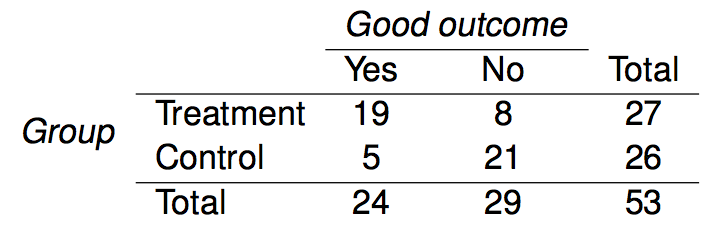 Good outcome
Yes No Total
Treatment 19 8 27
Group
Control 5 21 26
Total 24 29 53